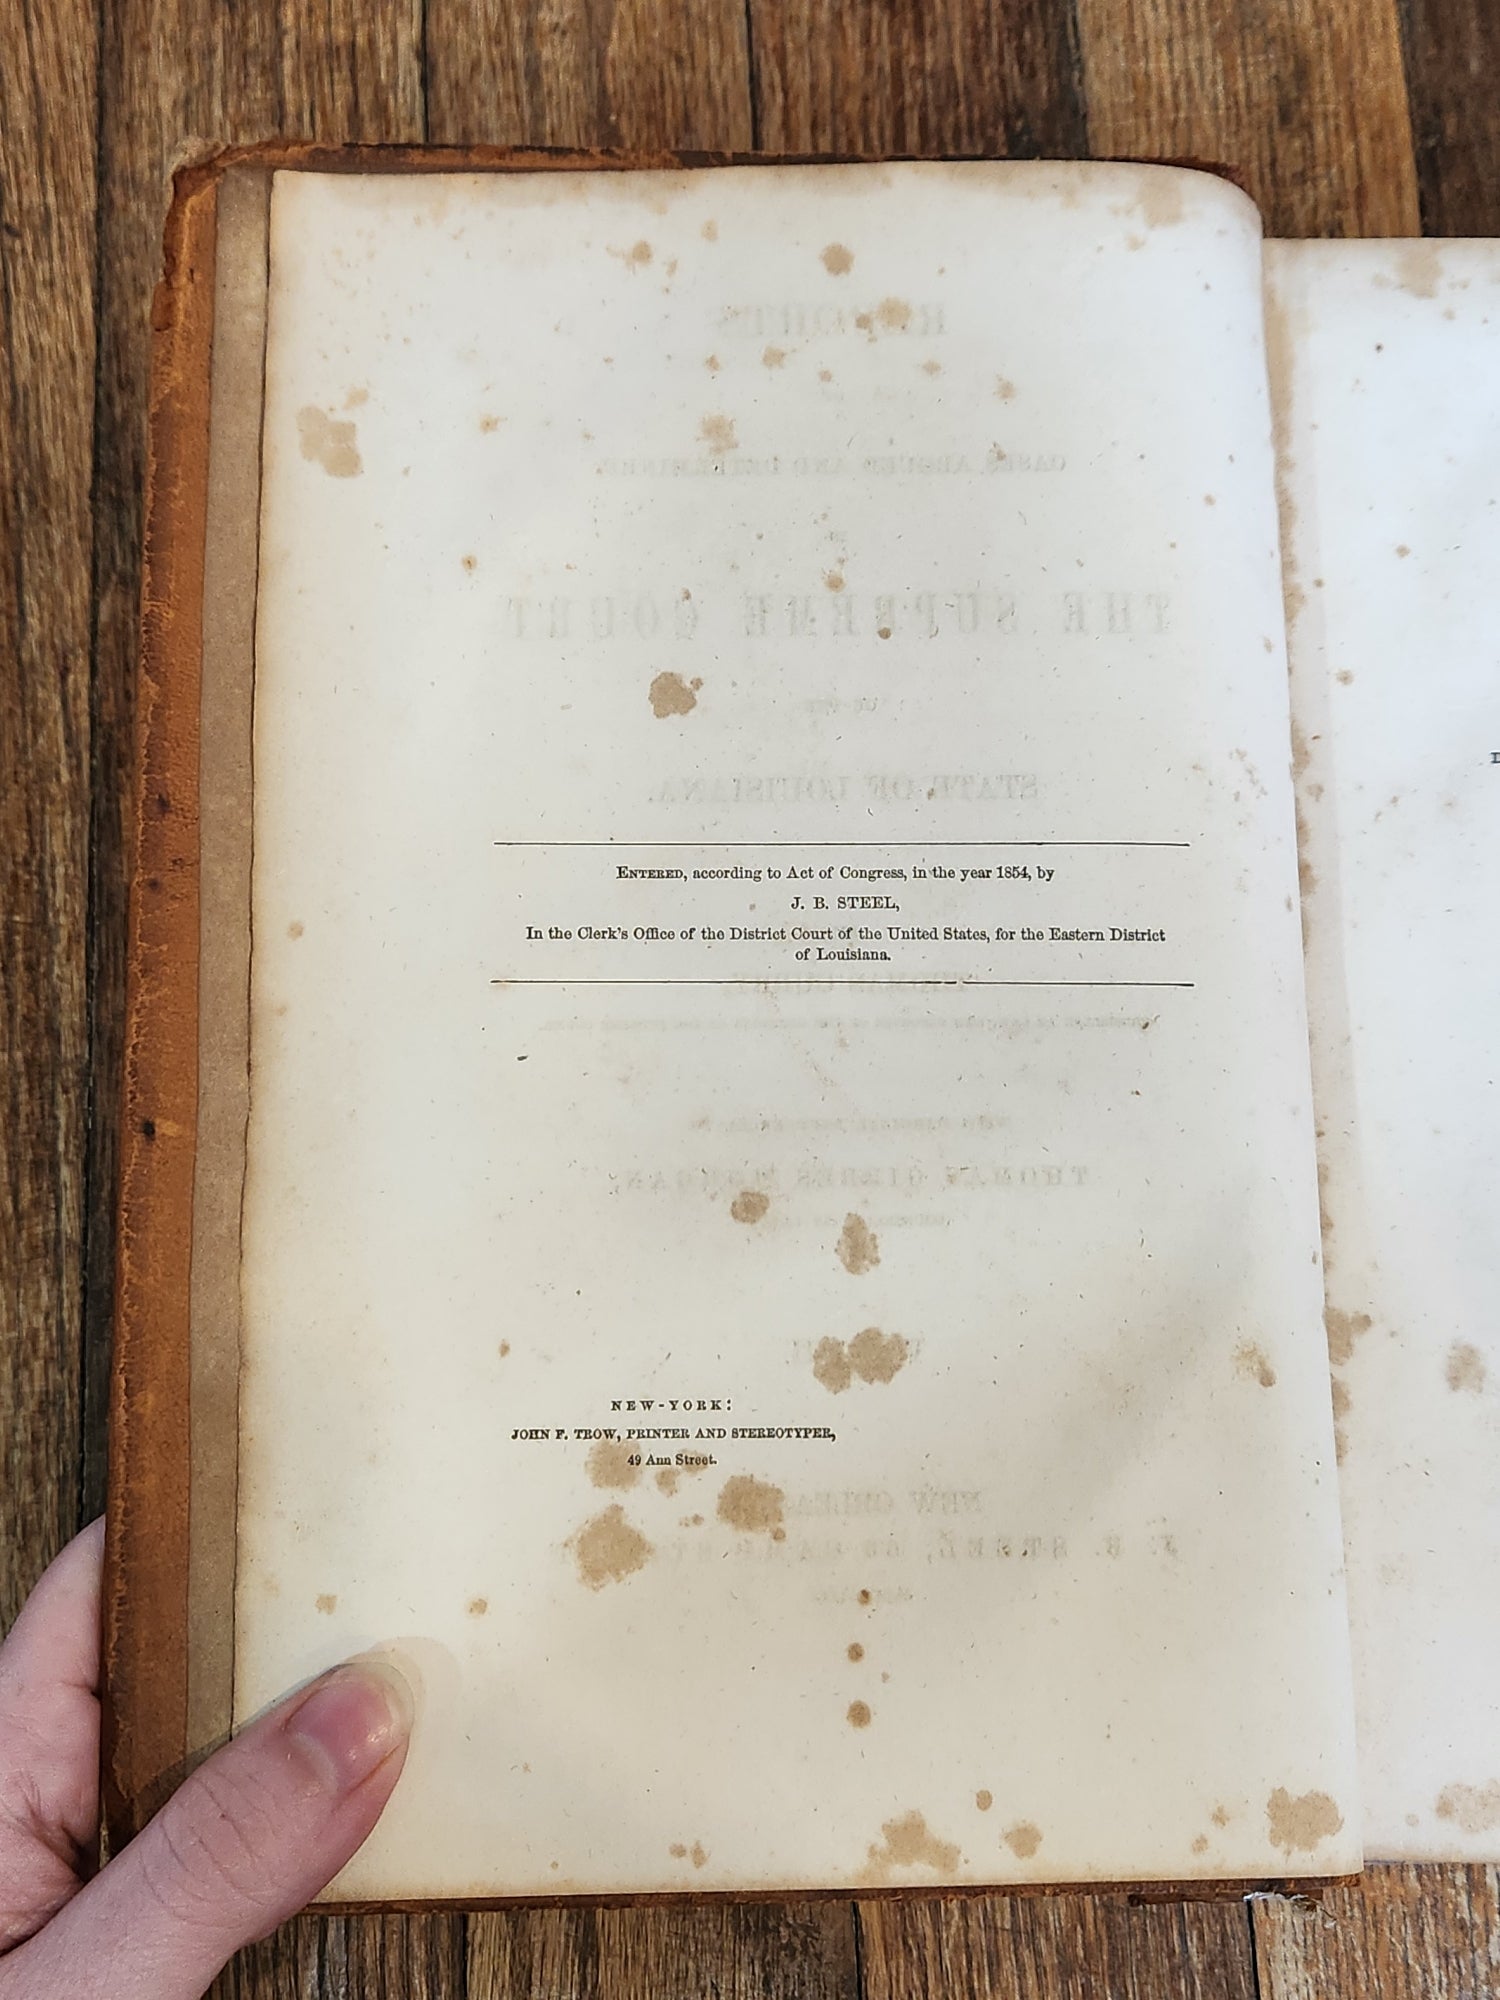 ENTERED, according to Act of Congress, in the year 1854, by
J. B. STEEL,
In the Clerk's Office of the District Court of the United States, for the Eastern District
of Louisiana.
NEW-YORK:
JOHN F. TROW, PRINTER AND STEREOTYPER,
49 Ann Street.